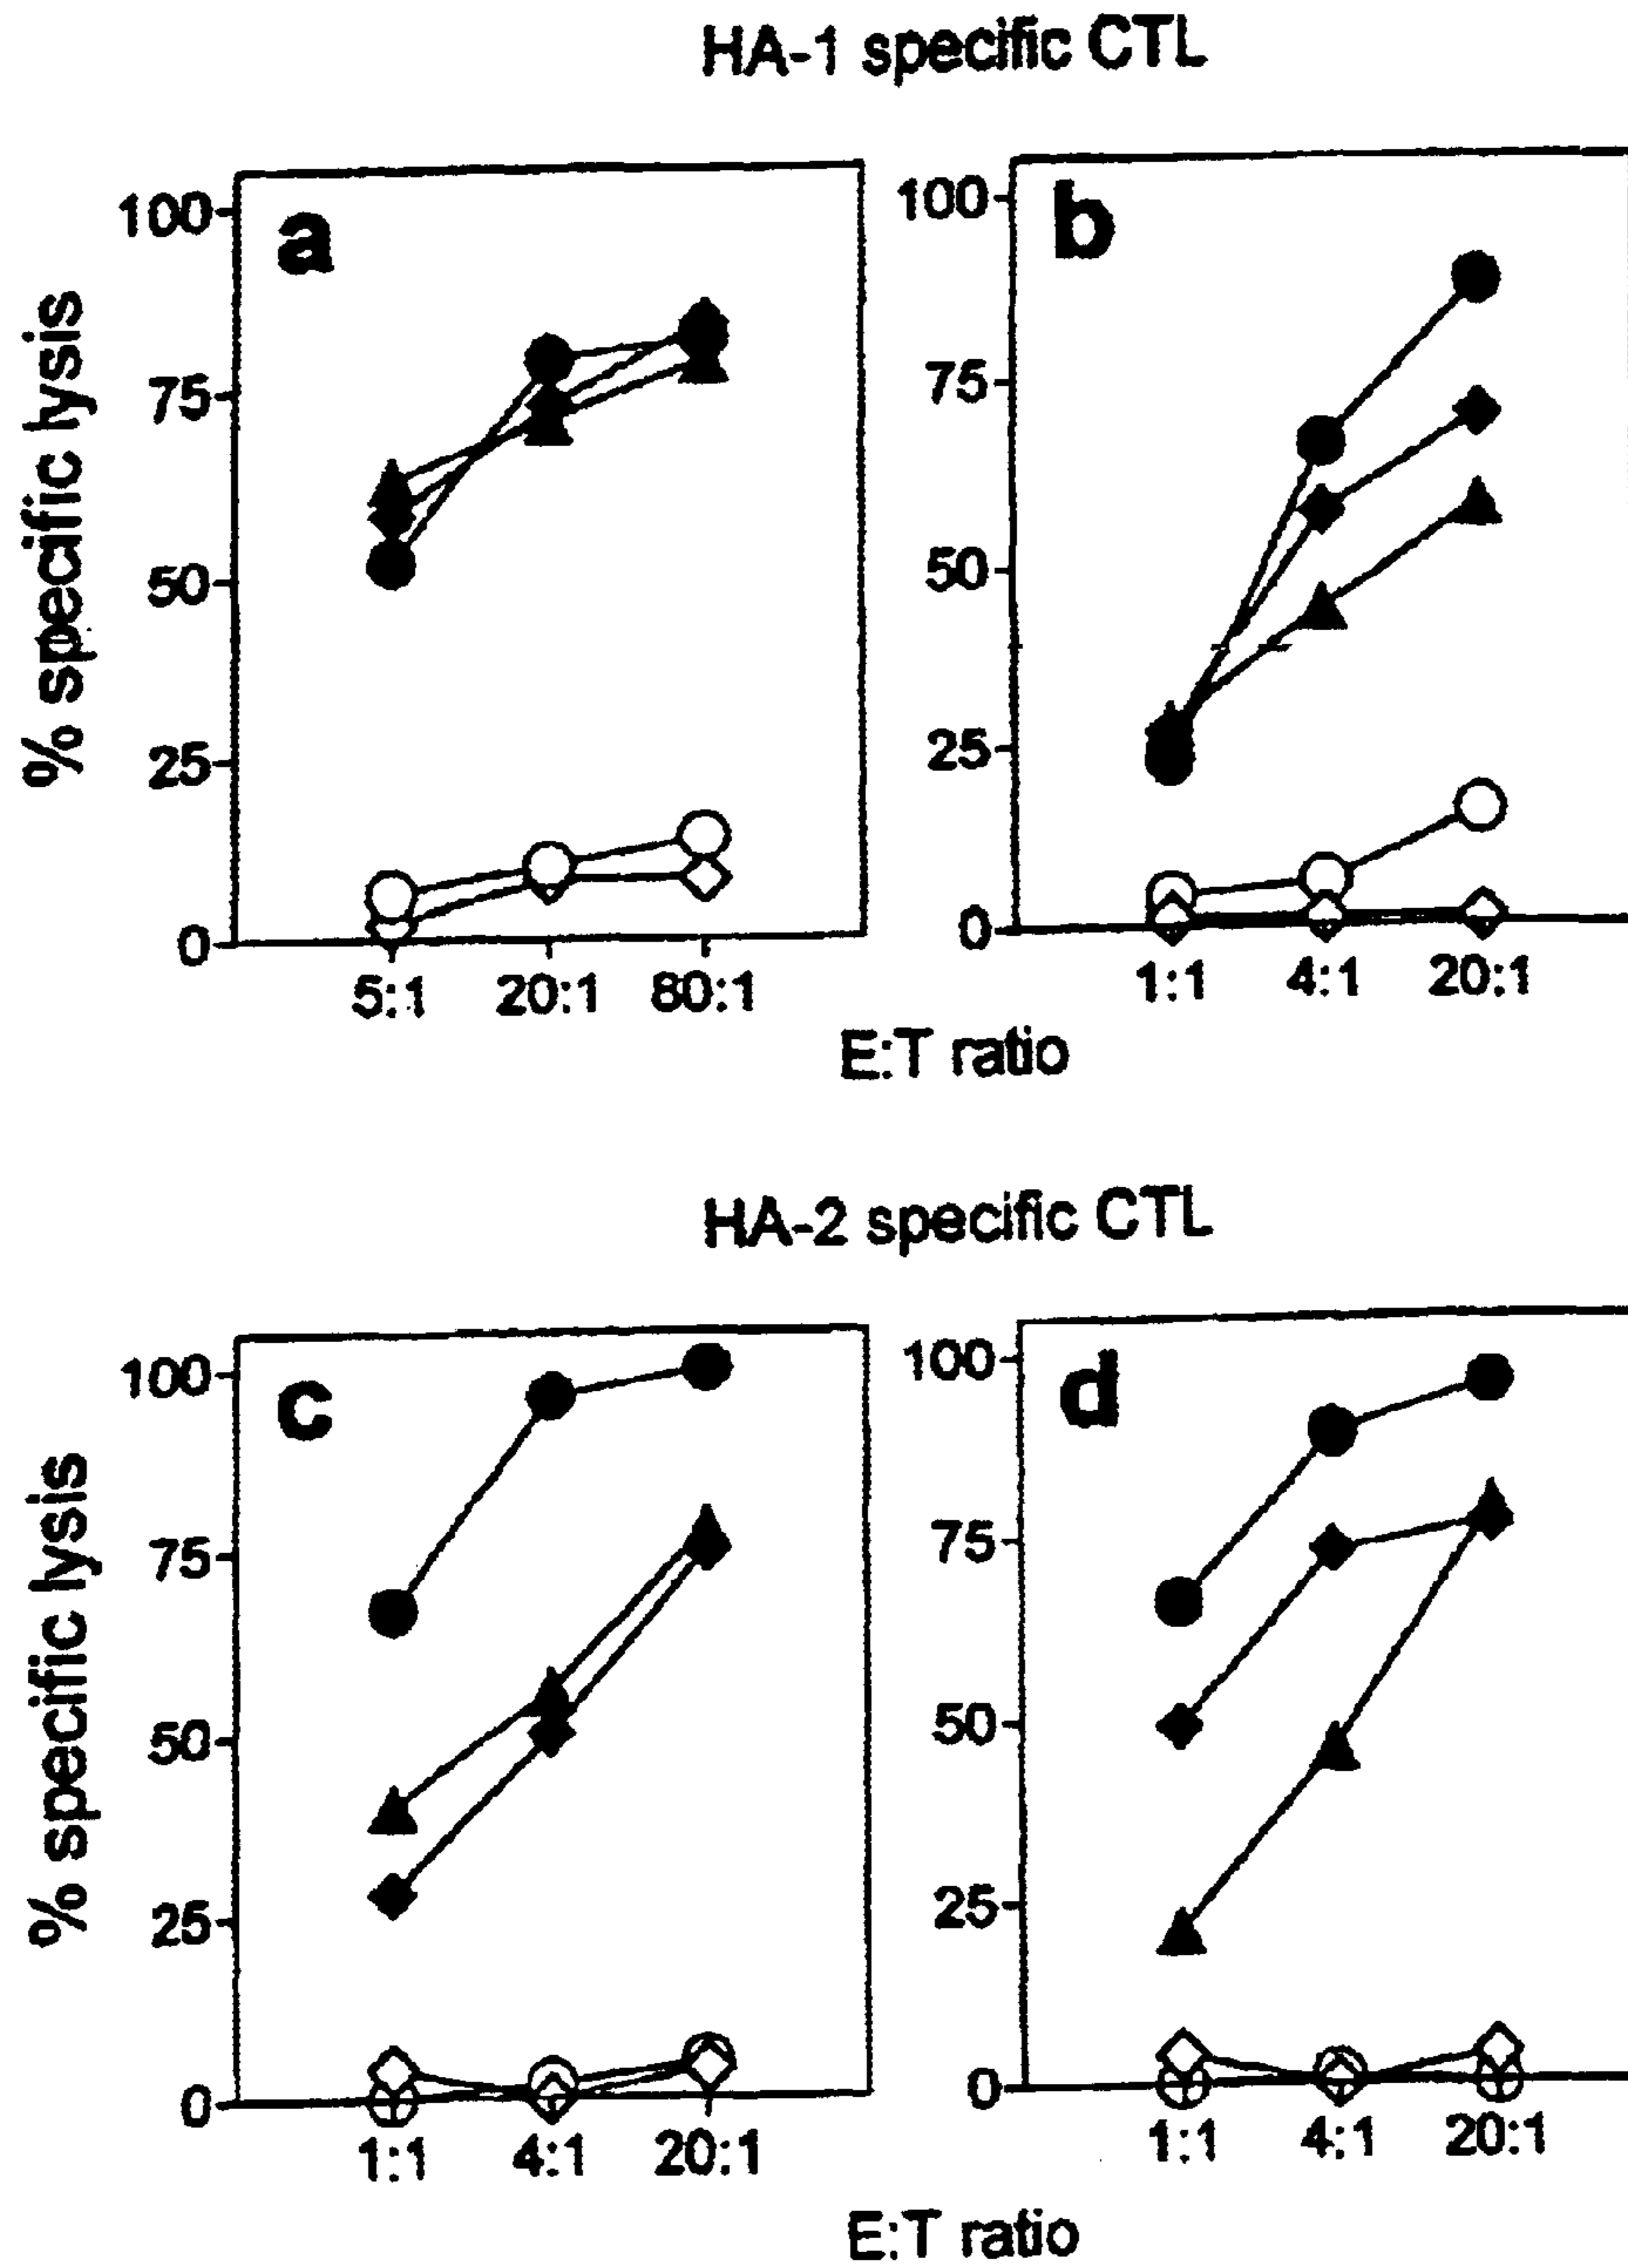 HA-1 specific CTL
a
b
% specific lysis
100
75
50
25
0
100
75
50
25
0
5:1 20:1 80:1
1:1 4:1 20:1
E:T ratio
HA-2 specific CTL
c
d
% specific lysis
100
75
50
25
0
100
75
50
25
0
1:1 4:1 20:1
1:1 4:1 20:1
E:T ratio